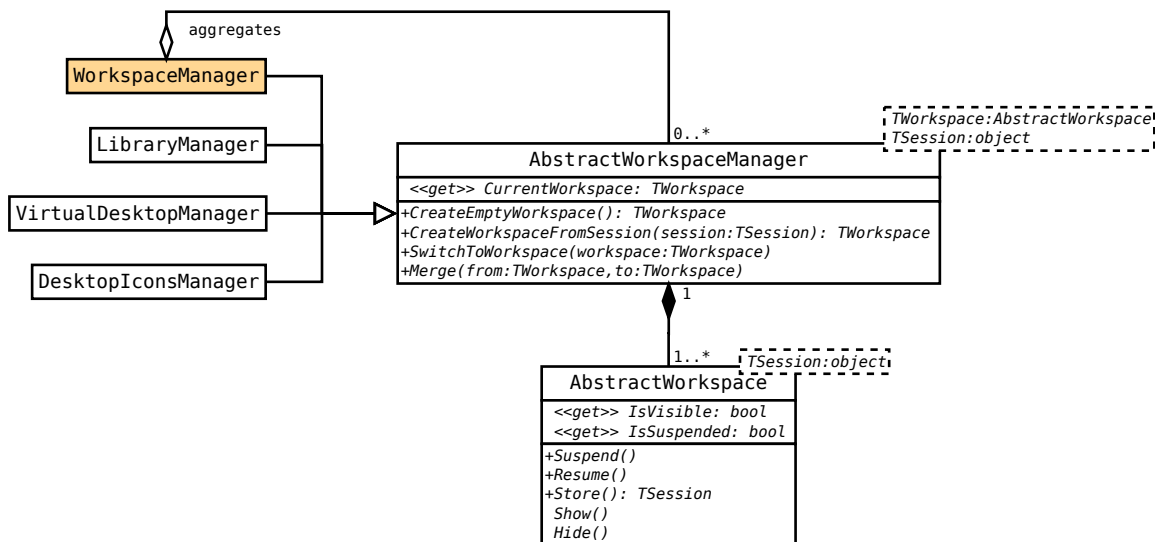 aggregates
WorkspaceManager
LibraryManager
VirtualDesktopManager
DesktopIconsManager
0..*
TWorkspace:AbstractWorkspace
TSession:object
AbstractWorkspaceManager
<<get>> CurrentWorkspace: TWorkspace
+CreateEmptyWorkspace(): TWorkspace
+CreateWorkspaceFromSession(session:TSession): TWorkspace
+SwitchToWorkspace(workspace:TWorkspace)
+Merge(from:TWorkspace,to:TWorkspace)
1
1..*
TSession:object
AbstractWorkspace
<<get>> IsVisible: bool
<<get>> IsSuspended: bool
+Suspend()
+Resume()
+Store(): TSession
Show()
Hide()